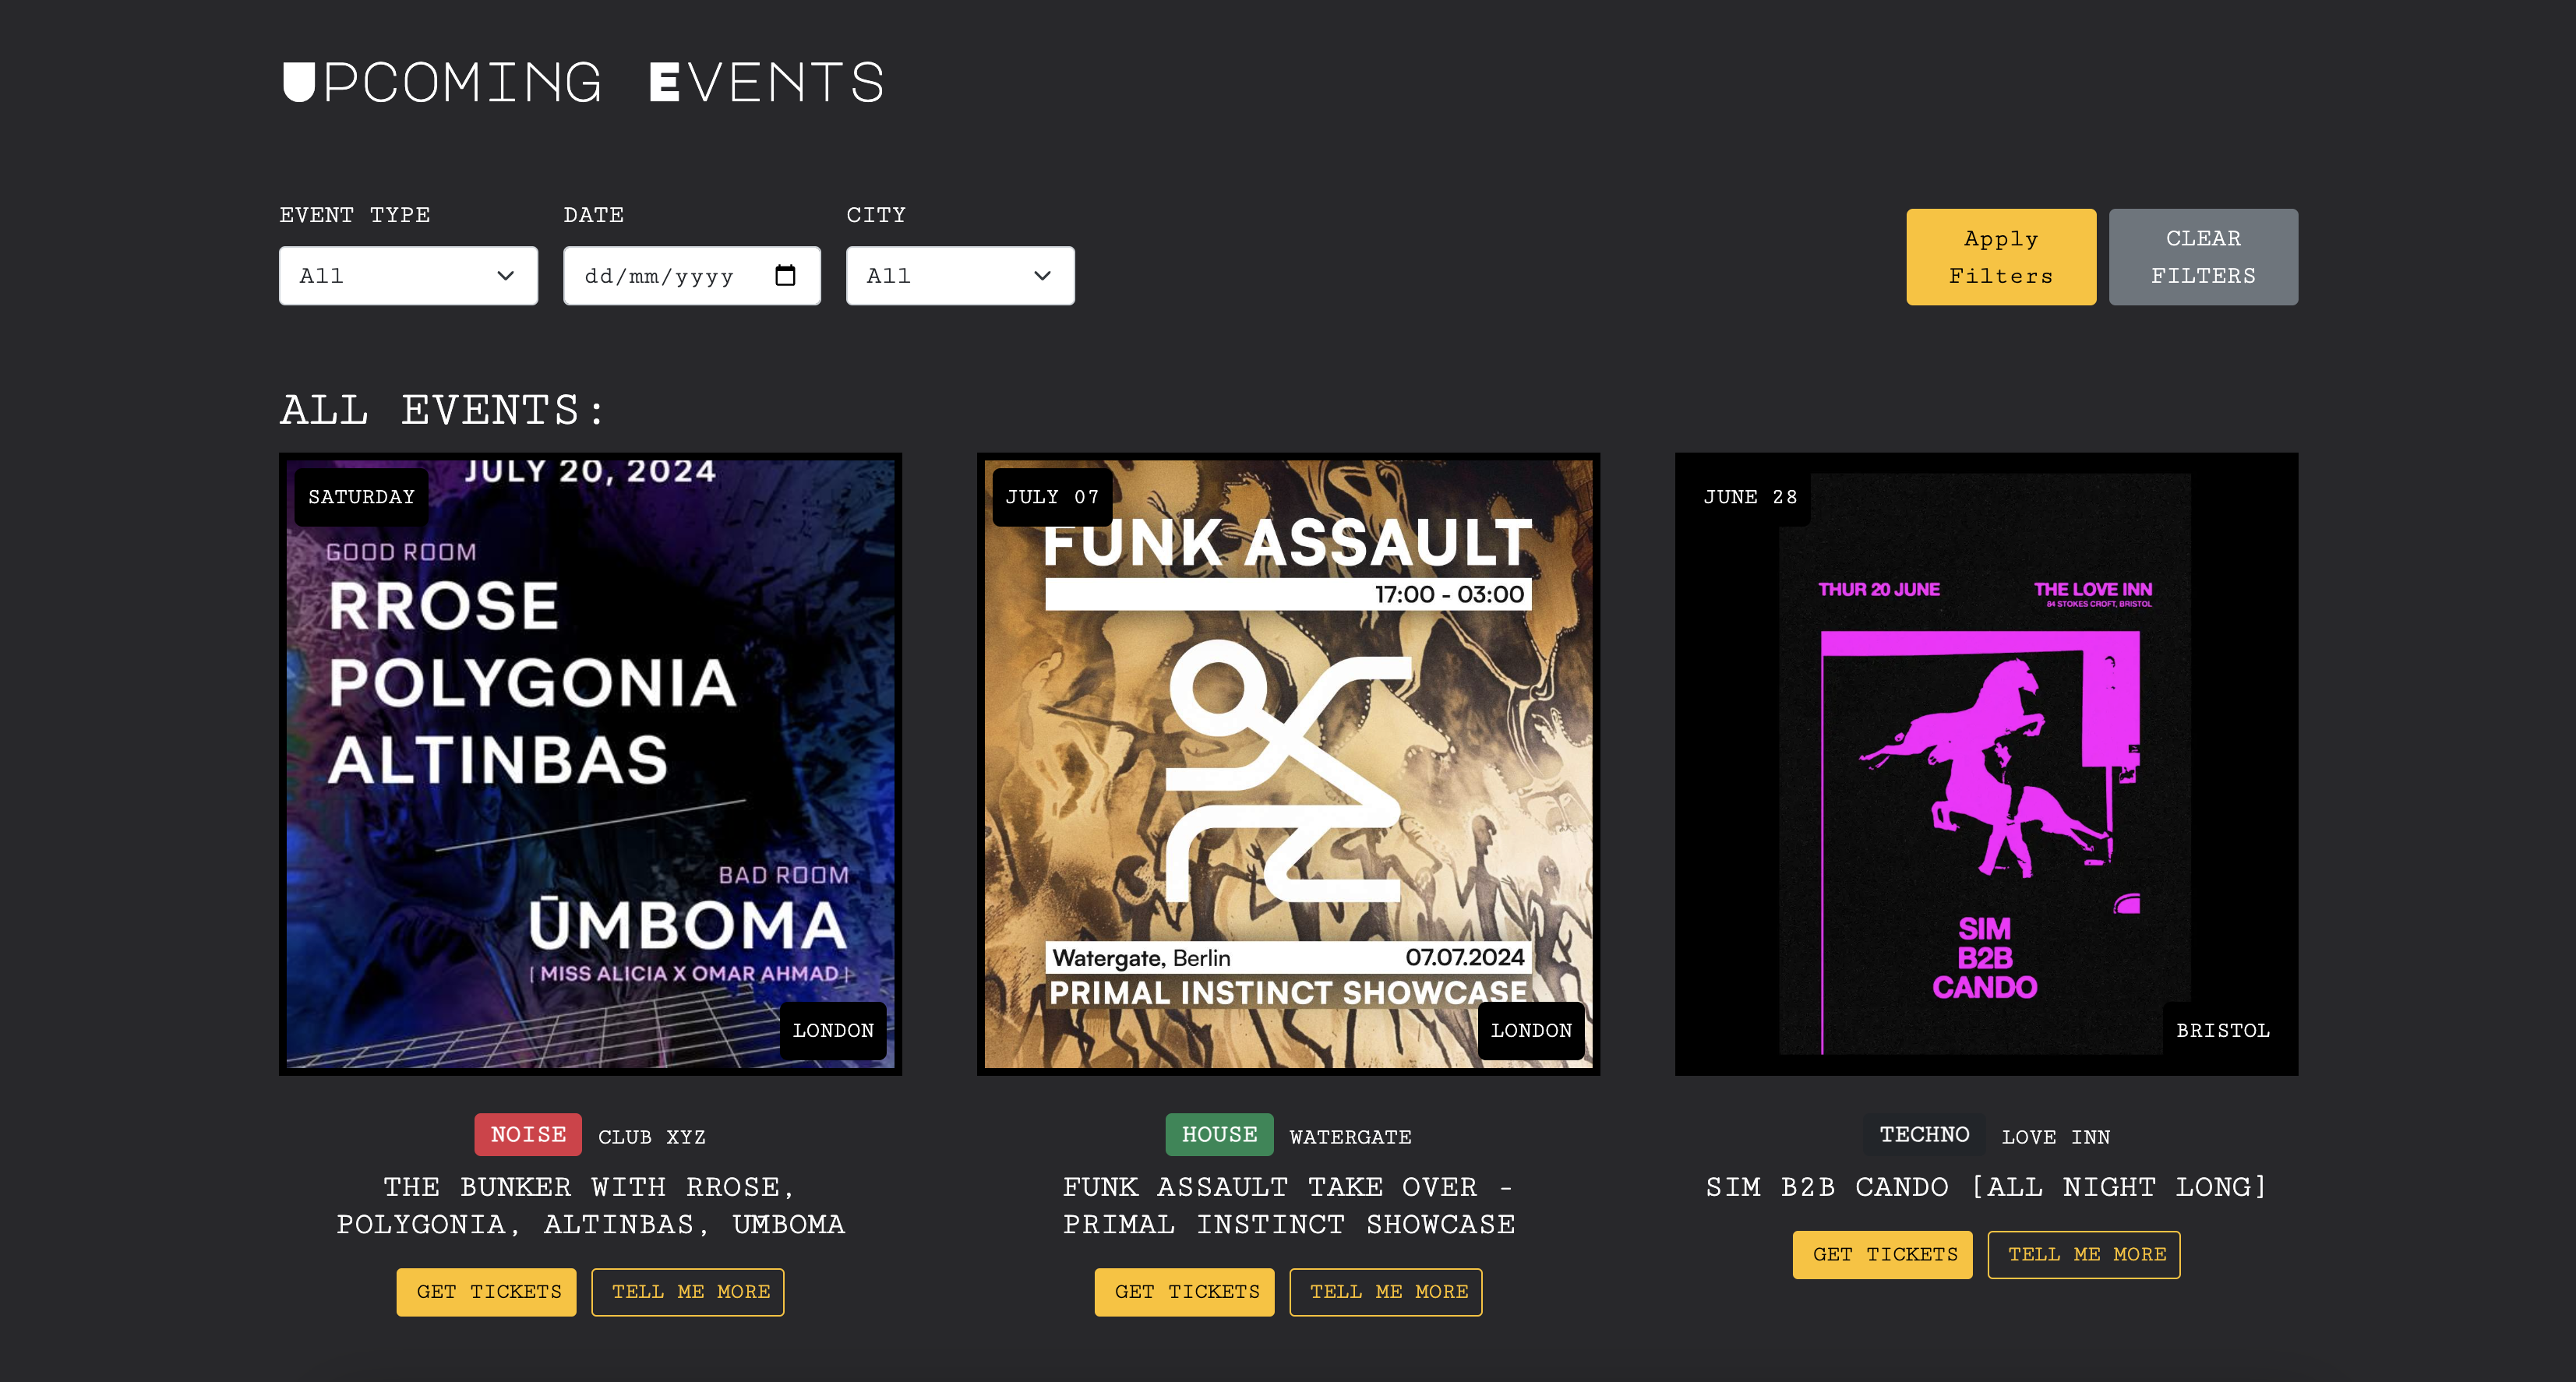 UPCOMING EVENTS
EVENT TYPE
DATE
CITY
All
dd/mm/yyyy
All
Apply
Filters
CLEAR
FILTERS
ALL EVENTS:
SATURDAY
JULY 20, 2024
GOOD ROOM
RROSE
POLYGONIA
ALTINBAS
BAD ROOM
ŪMBOMA
[ MISS ALICIA X OMAR AHMAD ]
LONDON
NOISE CLUB XYZ
THE BUNKER WITH RROSE,
POLYGONIA, ALTINBAS, UMBOMA
GET TICKETS
TELL ME MORE
JULY 07
FUNK ASSAULT
17:00 - 03:00
Watergate, Berlin 07.07.2024
PRIMAL INSTINCT SHOWCASE
LONDON
HOUSE WATERGATE
FUNK ASSAULT TAKE OVER -
PRIMAL INSTINCT SHOWCASE
GET TICKETS
TELL ME MORE
JUNE 28
THUR 20 JUNE
THE LOVE INN
84 STOKES CROFT, BRISTOL
SIM
B2B
CANDO
BRISTOL
TECHNO LOVE INN
SIM B2B CANDO [ALL NIGHT LONG]
GET TICKETS
TELL ME MORE